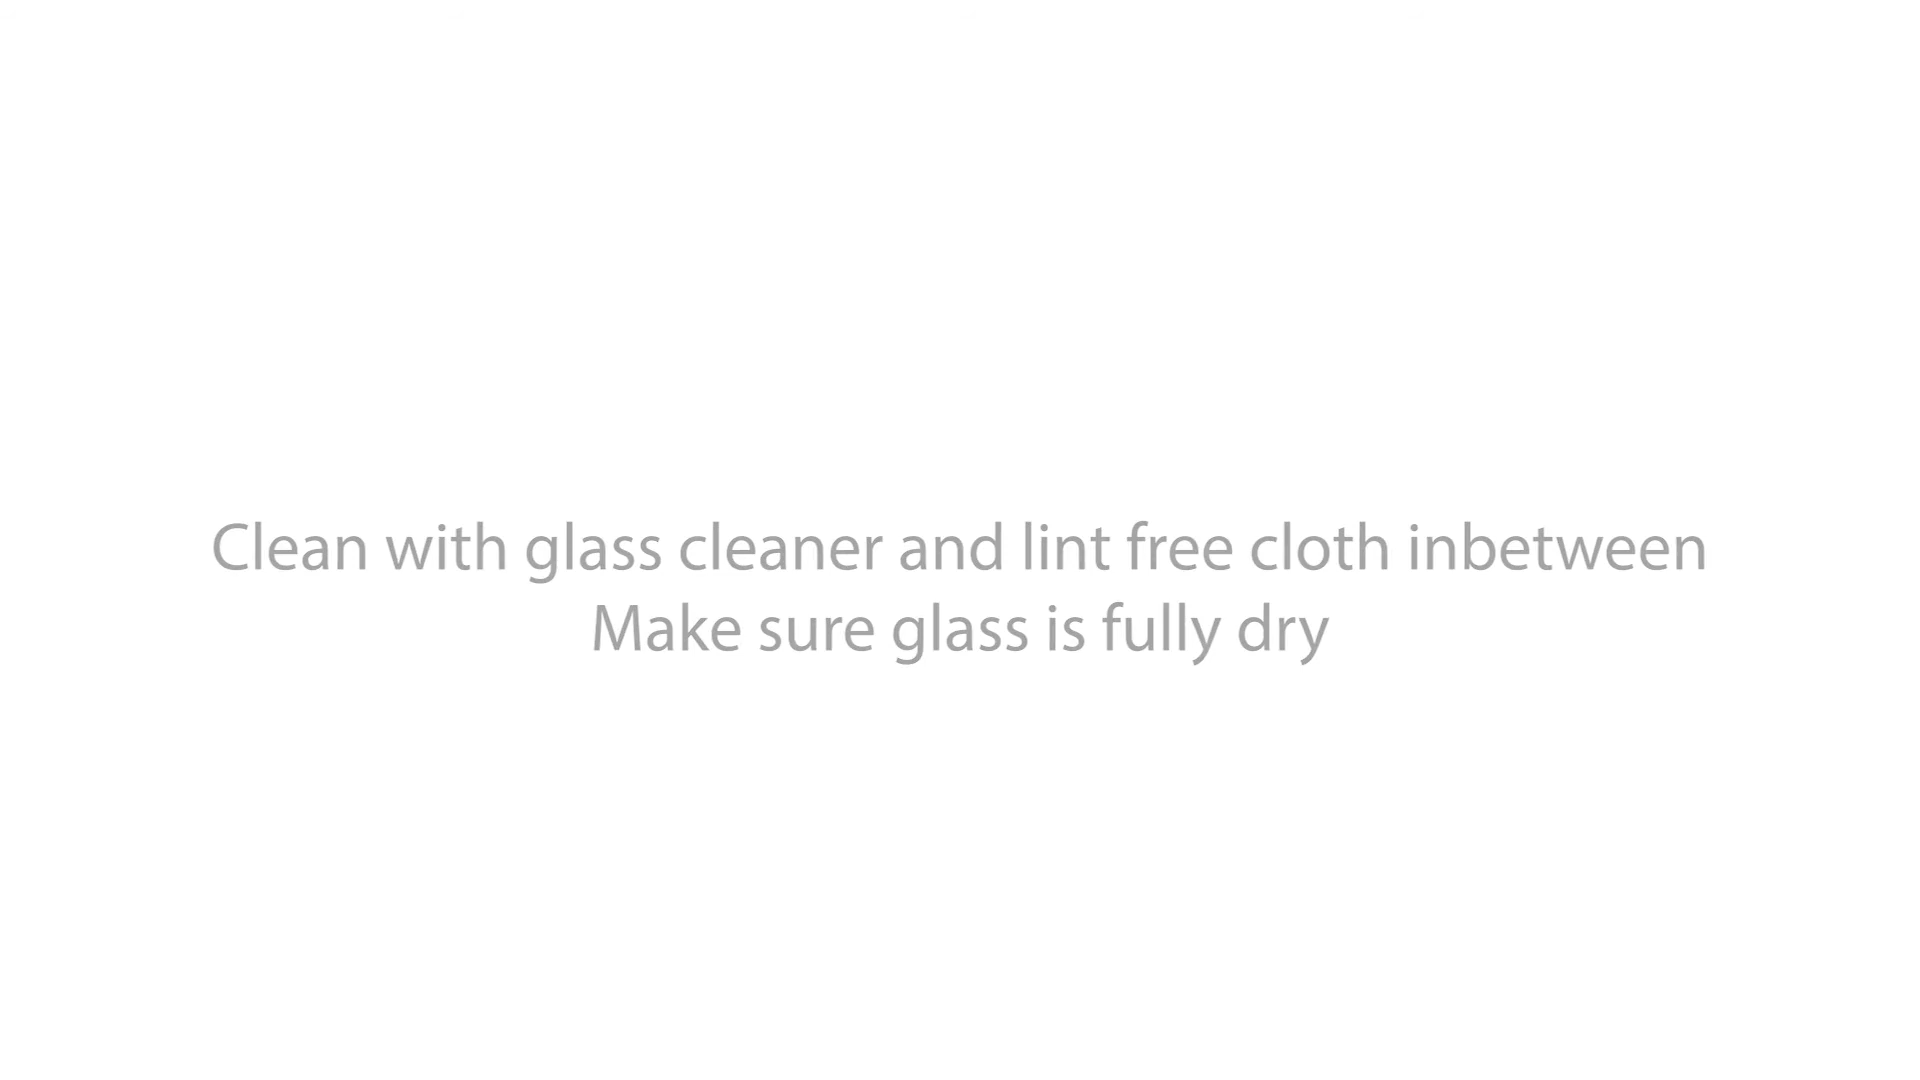 Clean with glass cleaner and lint free cloth inbetween
Make sure glass is fully dry